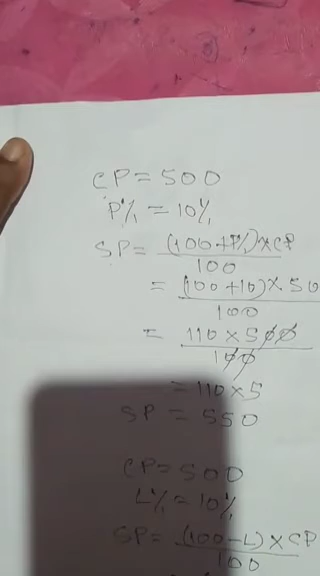 CP = 500
P% = 10%
SP = (100+P%)×CP / 100
= (100+10)×50 / 100
= 110×500 / 100
= 110×5
SP = 550
CP = 500
L% = 10%
SP = (100-L)×CP / 100